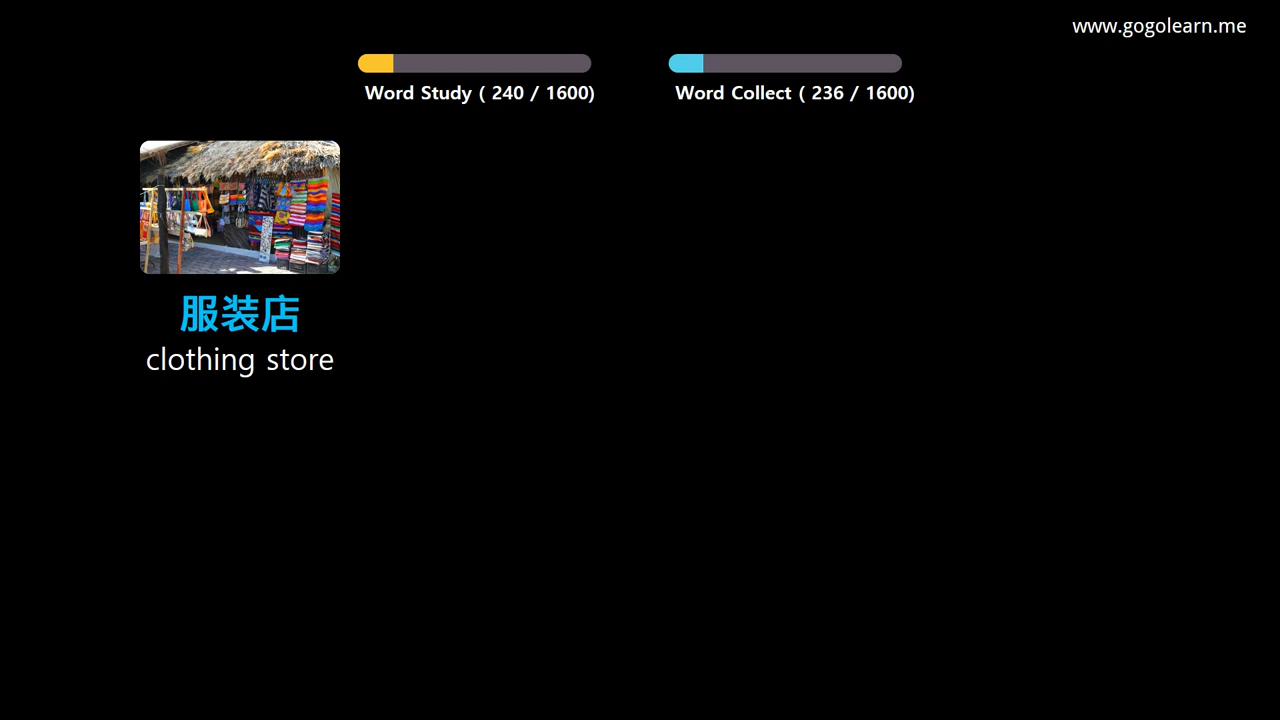 www.gogolearn.me
Word Study ( 240 / 1600)
Word Collect ( 236 / 1600)
服装店
clothing store